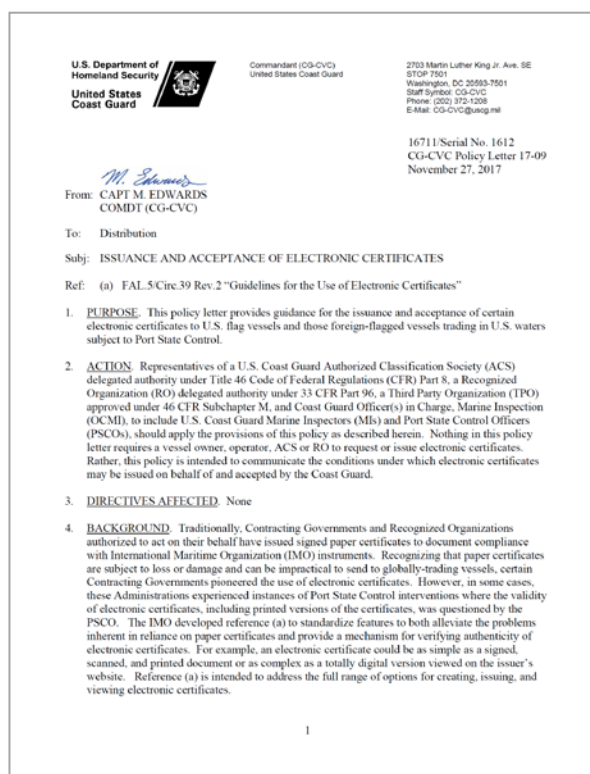 U.S. Department of
Homeland Security
United States
Coast Guard
Commandant (CG-CVC)
United States Coast Guard
2703 Martin Luther King Jr. Ave. SE
STOP 7501
Washington, DC 20593-7501
Staff Symbol: CG-CVC
Phone: (202) 372-1208
E-Mail: CG-CVC@uscg.mil
16711/Serial No. 1612
CG-CVC Policy Letter 17-09
November 27, 2017
M. Edwards
From: CAPT M. EDWARDS
COMDT (CG-CVC)
To: Distribution
Subj: ISSUANCE AND ACCEPTANCE OF ELECTRONIC CERTIFICATES
Ref: (a) FAL.5/Circ.39 Rev.2 “Guidelines for the Use of Electronic Certificates”
1. PURPOSE. This policy letter provides guidance for the issuance and acceptance of certain
electronic certificates to U.S. flag vessels and those foreign-flagged vessels trading in U.S. waters
subject to Port State Control.
2. ACTION. Representatives of a U.S. Coast Guard Authorized Classification Society (ACS)
delegated authority under Title 46 Code of Federal Regulations (CFR) Part 8, a Recognized
Organization (RO) delegated authority under 33 CFR Part 96, a Third Party Organization (TPO)
approved under 46 CFR Subchapter M, and Coast Guard Officer(s) in Charge, Marine Inspection
(OCMI), to include U.S. Coast Guard Marine Inspectors (MIs) and Port State Control Officers
(PSCOs), should apply the provisions of this policy as described herein. Nothing in this policy
letter requires a vessel owner, operator, ACS or RO to request or issue electronic certificates.
Rather, this policy is intended to communicate the conditions under which electronic certificates
may be issued on behalf of and accepted by the Coast Guard.
3. DIRECTIVES AFFECTED. None
4. BACKGROUND. Traditionally, Contracting Governments and Recognized Organizations
authorized to act on their behalf have issued signed paper certificates to document compliance
with International Maritime Organization (IMO) instruments. Recognizing that paper certificates
are subject to loss or damage and can be impractical to send to globally-trading vessels, certain
Contracting Governments pioneered the use of electronic certificates. However, in some cases,
these Administrations experienced instances of Port State Control interventions where the validity
of electronic certificates, including printed versions of the certificates, was questioned by the
PSCO. The IMO developed reference (a) to standardize features to both alleviate the problems
inherent in reliance on paper certificates and provide a mechanism for verifying authenticity of
electronic certificates. For example, an electronic certificate could be as simple as a signed,
scanned, and printed document or as complex as a totally digital version viewed on the issuer’s
website. Reference (a) is intended to address the full range of options for creating, issuing, and
viewing electronic certificates.
1